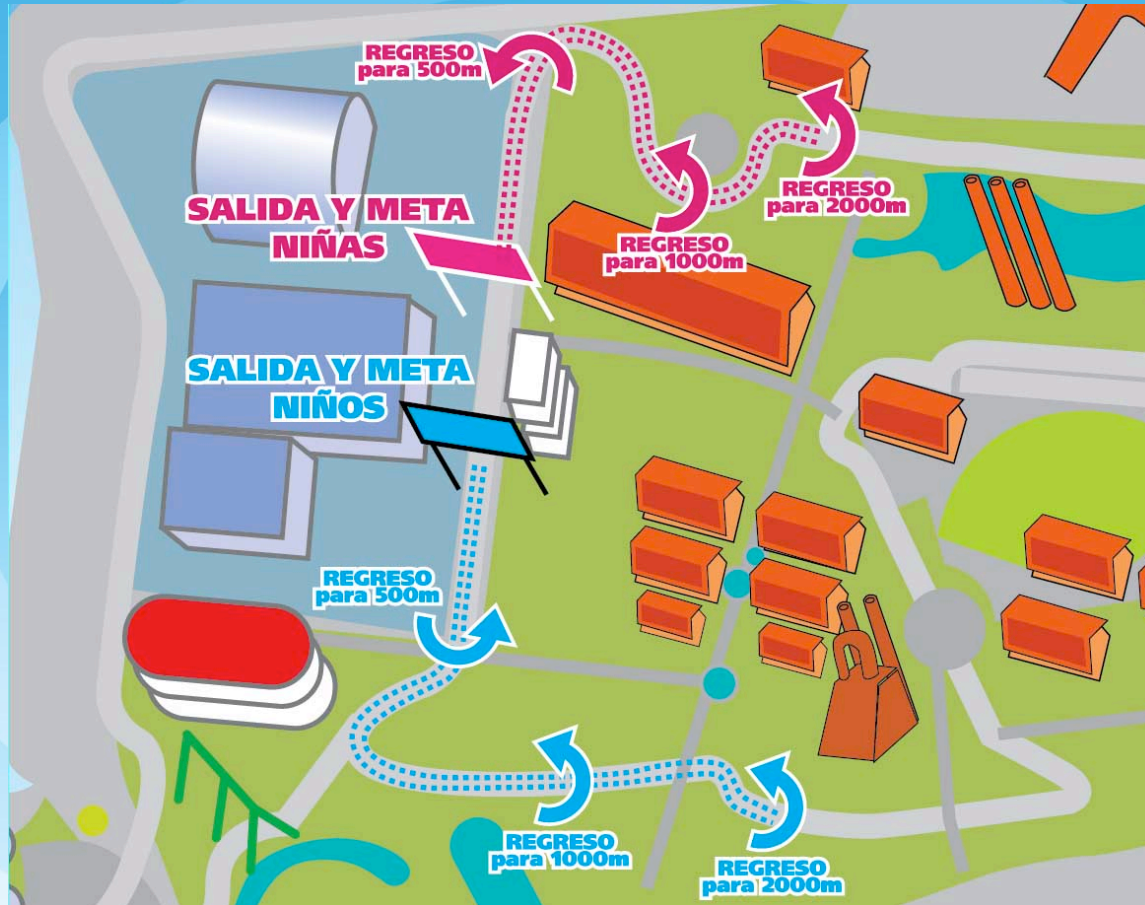 REGRESO
para 500m
SALIDA Y META
NIÑAS
REGRESO
para 2000m
REGRESO
para 1000m
SALIDA Y META
NIÑOS
REGRESO
para 500m
REGRESO
para 1000m
REGRESO
para 2000m